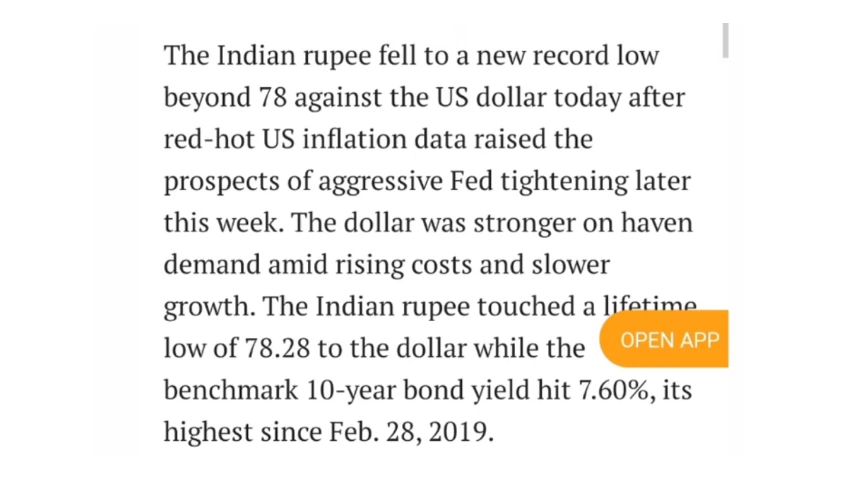 The Indian rupee fell to a new record low
beyond 78 against the US dollar today after
red-hot US inflation data raised the
prospects of aggressive Fed tightening later
this week. The dollar was stronger on haven
demand amid rising costs and slower
growth. The Indian rupee touched a lifetime
low of 78.28 to the dollar while the
OPEN APP
benchmark 10-year bond yield hit 7.60%, its
highest since Feb. 28, 2019.